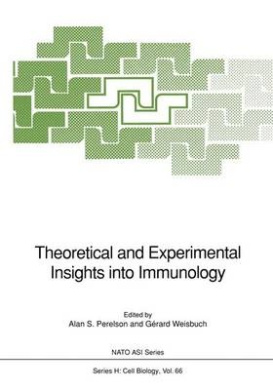 Theoretical and Experimental
Insights into Immunology
Edited by
Alan S. Perelson and Gérard Weisbuch
NATO ASI Series
Series H: Cell Biology, Vol. 66